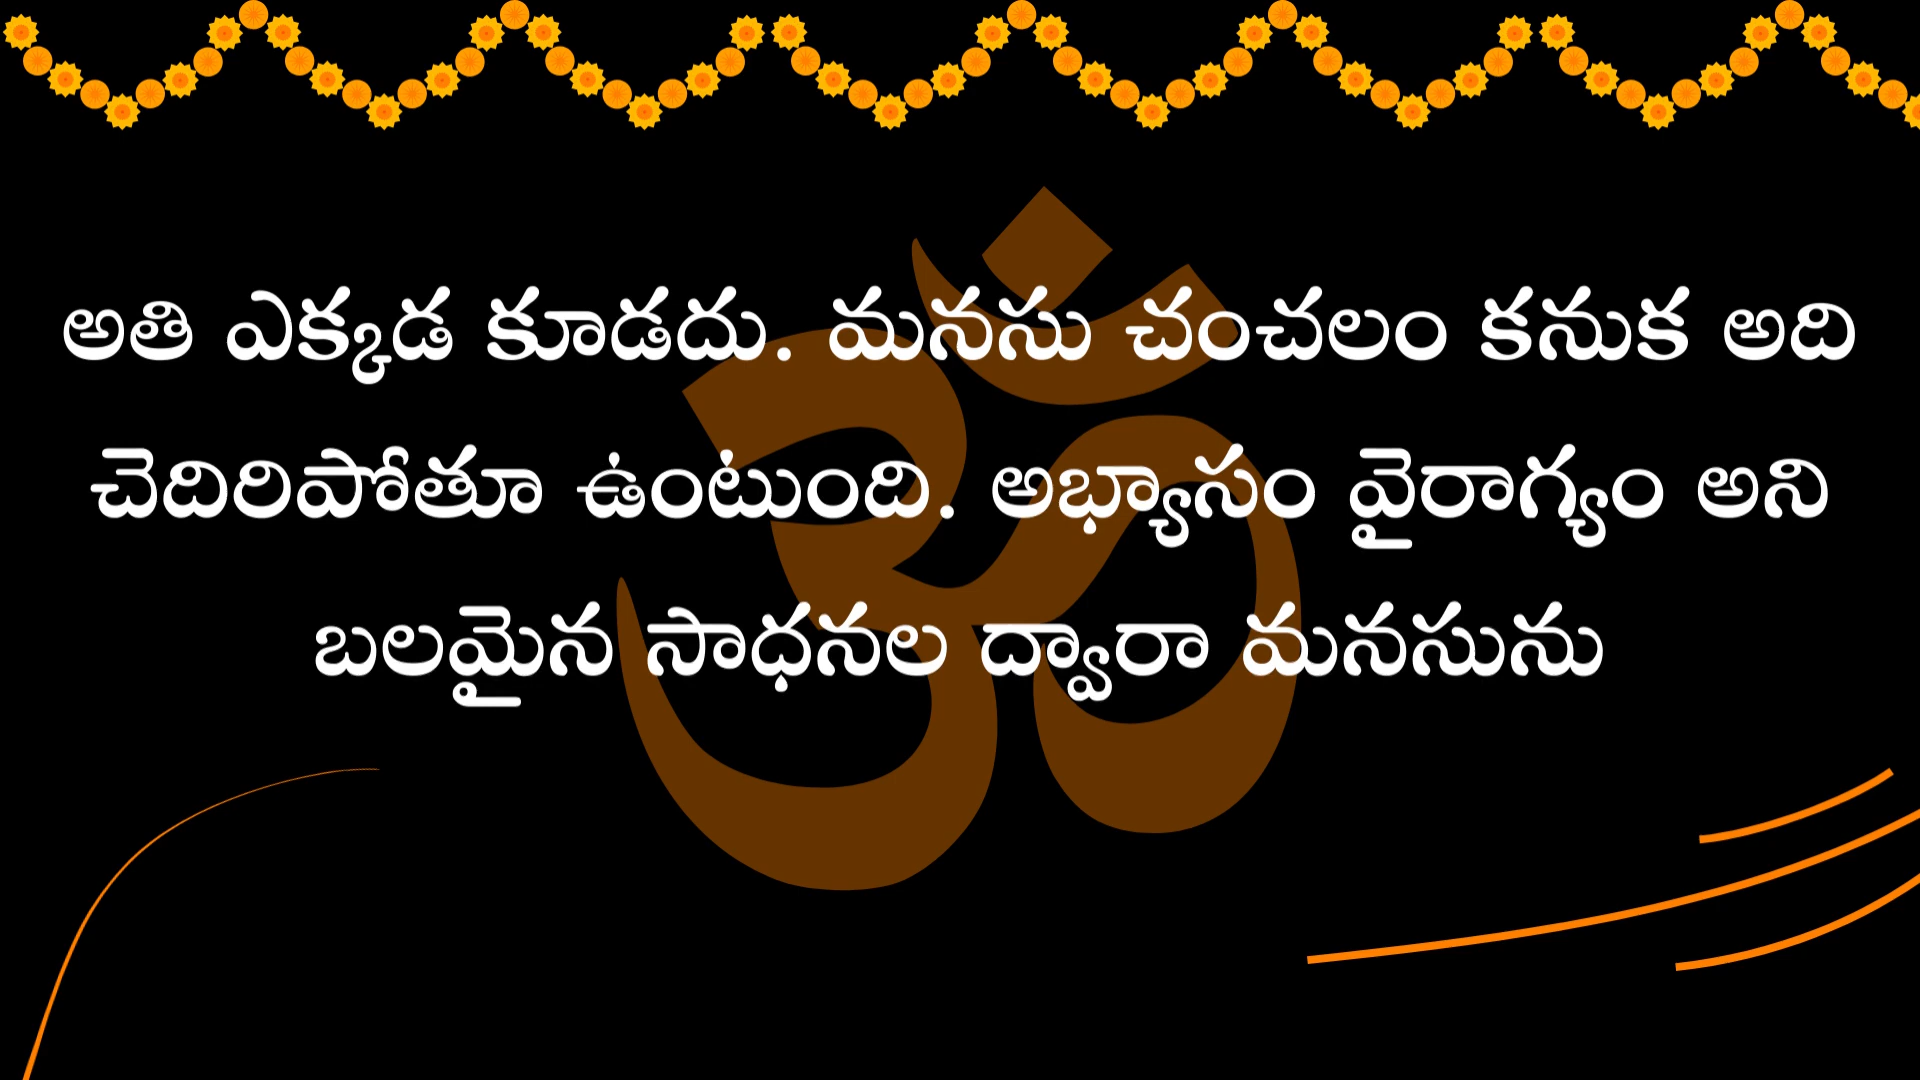 అతి ఎక్కడ కూడదు. మనసు చంచలం కనుక అది
చెదిరిపోతూ ఉంటుంది. అభ్యాసం వైరాగ్యం అని
బలమైన సాధనల ద్వారా మనసును